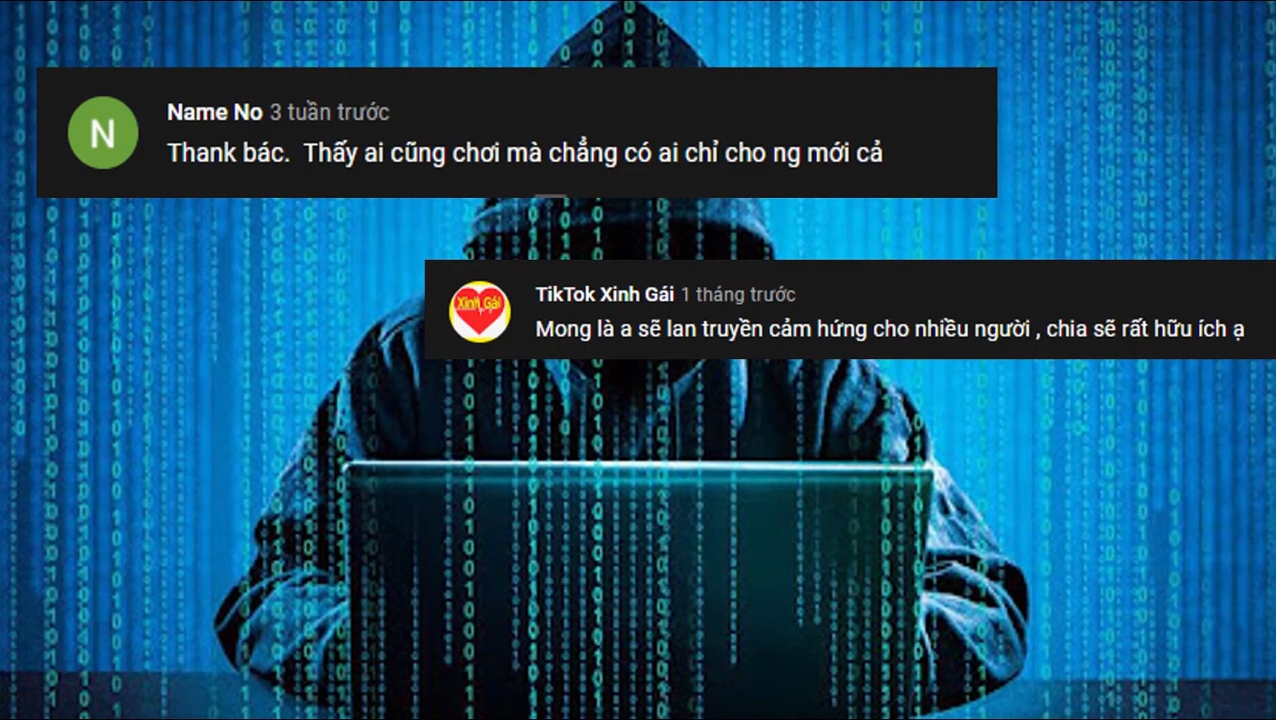 N
Name No 3 tuần trước
Thank bác. Thấy ai cũng chơi mà chẳng có ai chỉ cho ng mới cả
Xinh Gái
TikTok Xinh Gái 1 tháng trước
Mong là a sẽ lan truyền cảm hứng cho nhiều người , chia sẽ rất hữu ích ạ